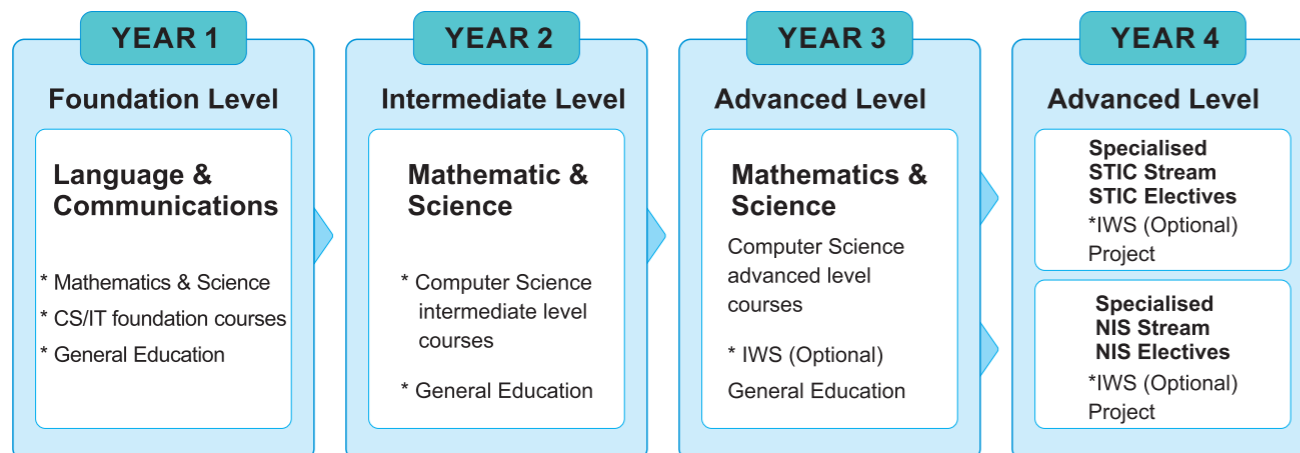 YEAR 1
Foundation Level
Language &
Communications
* Mathematics & Science
* CS/IT foundation courses
* General Education
YEAR 2
Intermediate Level
Mathematic &
Science
* Computer Science
intermediate level
courses
* General Education
YEAR 3
Advanced Level
Mathematics &
Science
Computer Science
advanced level
courses
* IWS (Optional)
General Education
YEAR 4
Advanced Level
Specialised
STIC Stream
STIC Electives
*IWS (Optional)
Project
Specialised
NIS Stream
NIS Electives
*IWS (Optional)
Project